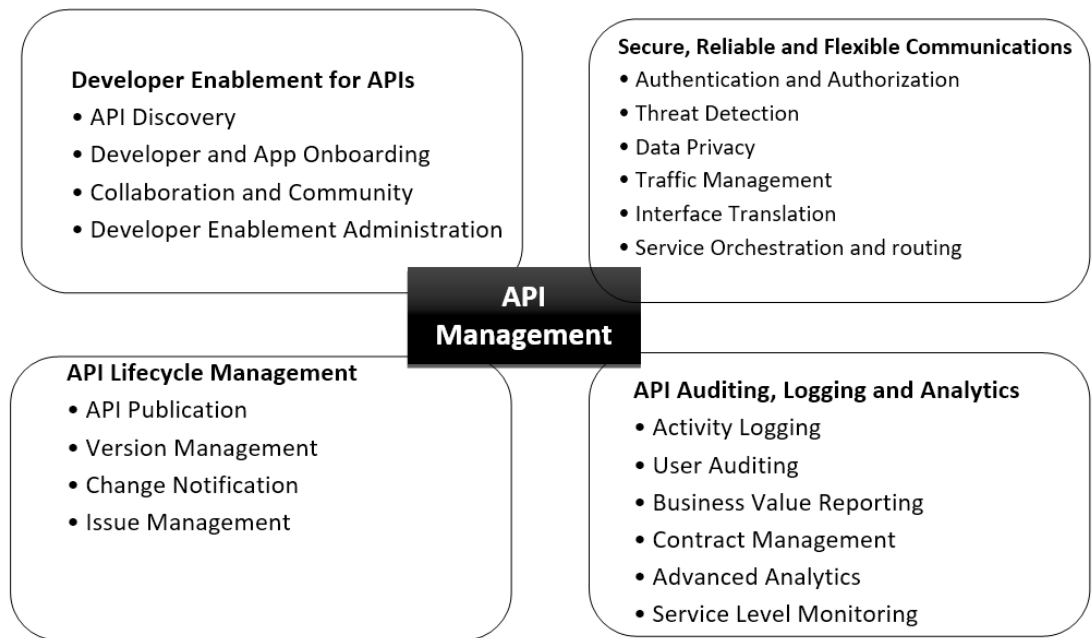 Developer Enablement for APIs
• API Discovery
• Developer and App Onboarding
• Collaboration and Community
• Developer Enablement Administration
Secure, Reliable and Flexible Communications
• Authentication and Authorization
• Threat Detection
• Data Privacy
• Traffic Management
• Interface Translation
• Service Orchestration and routing
API
Management
API Lifecycle Management
• API Publication
• Version Management
• Change Notification
• Issue Management
API Auditing, Logging and Analytics
• Activity Logging
• User Auditing
• Business Value Reporting
• Contract Management
• Advanced Analytics
• Service Level Monitoring